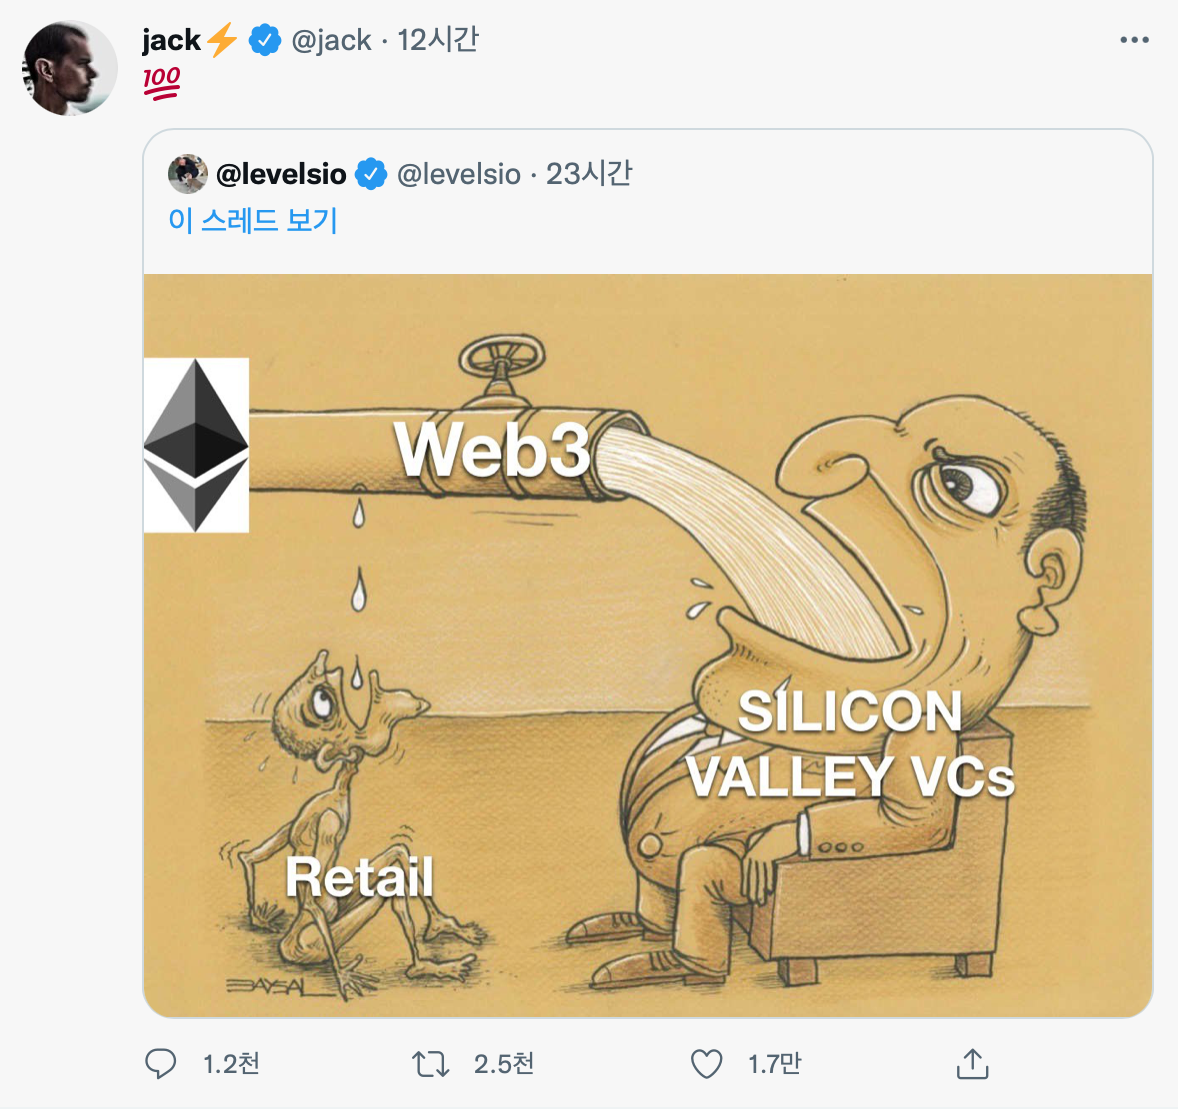 jack⚡ @jack · 12시간
💯
@levelsio @levelsio · 23시간
이 스레드 보기
Web3
SILICON
VALLEY VCs
Retail
BAYSAL
1.2천 2.5천 1.7만